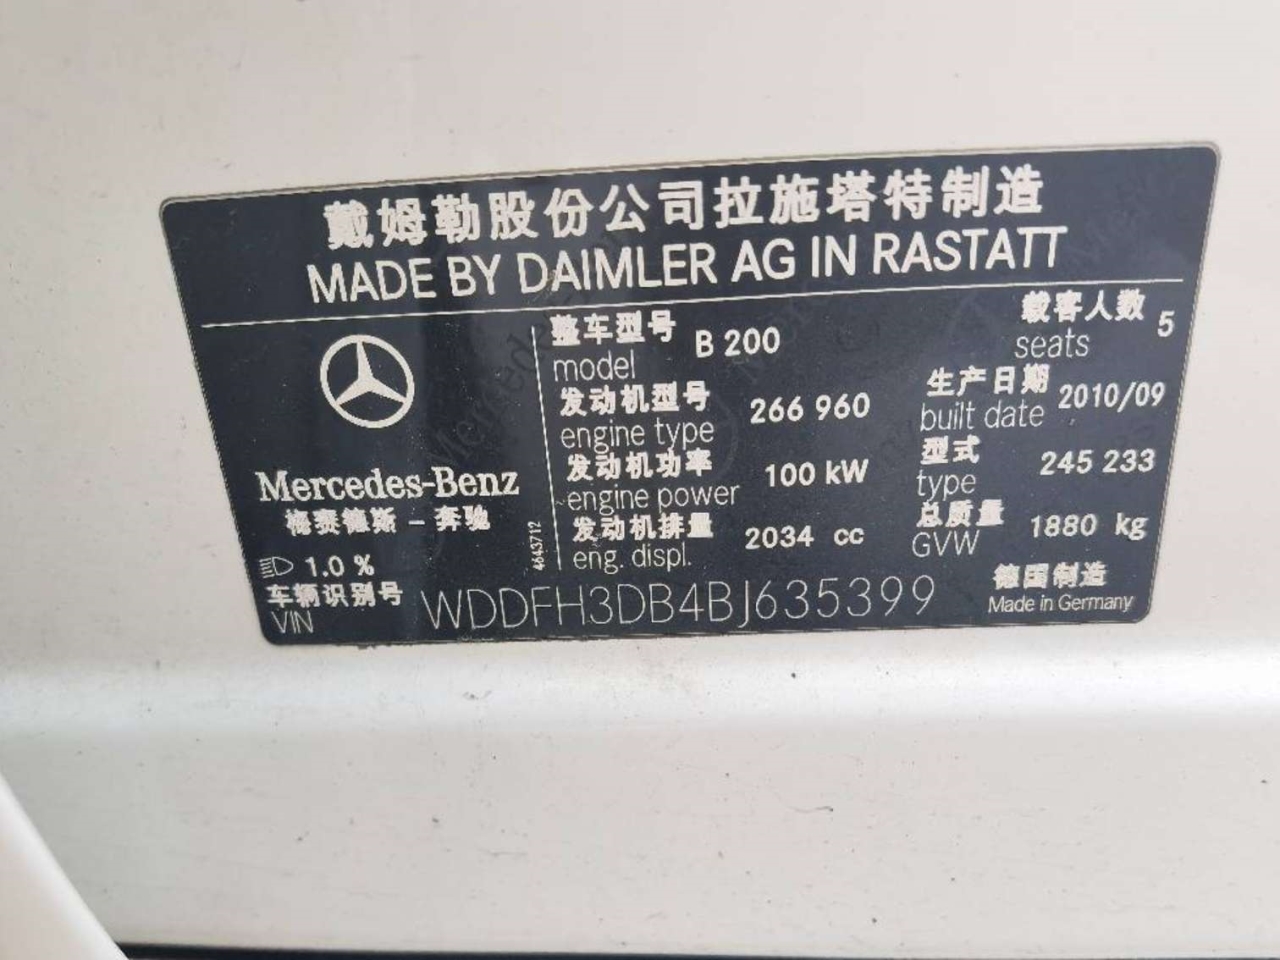 戴姆勒股份公司拉施塔特制造
MADE BY DAIMLER AG IN RASTATT
整车型号 B 200 载客人数 5
model seats
发动机型号 266 960 生产日期 2010/09
engine type built date
发动机功率 100 kW 型式 245 233
engine power type
发动机排量 2034 cc 总质量 1880 kg
eng. displ. GVW
Mercedes-Benz
梅赛德斯 - 奔驰
4643712
1.0 %
车辆识别号 WDDFH3DB4BJ635399
VIN
德国制造
Made in Germany